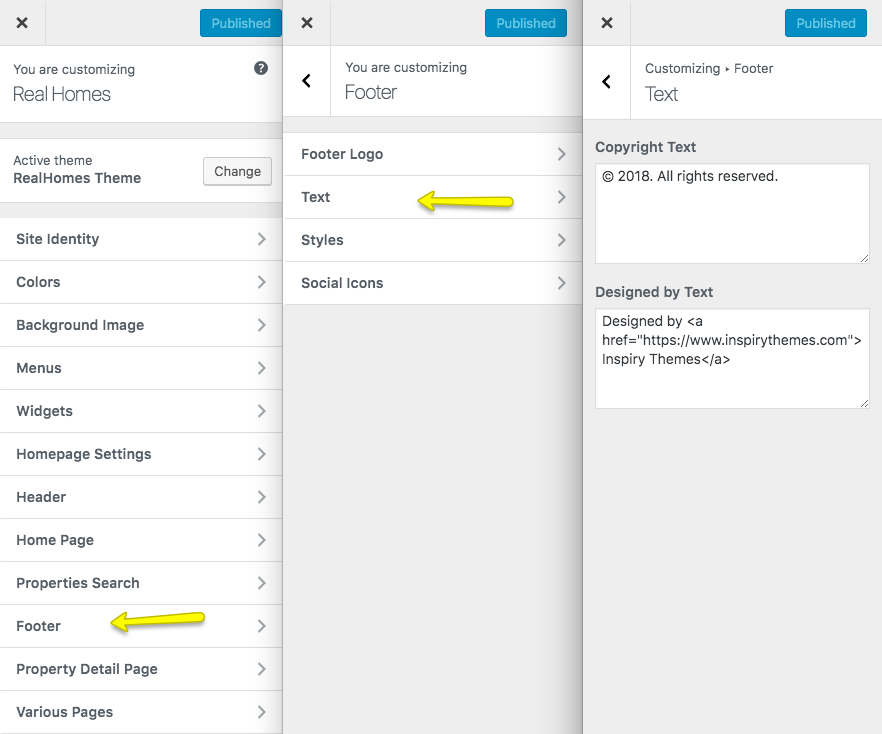 Published
You are customizing
Real Homes
Active theme
RealHomes Theme
Change
Site Identity
Colors
Background Image
Menus
Widgets
Homepage Settings
Header
Home Page
Properties Search
Footer
Property Detail Page
Various Pages
Published
You are customizing
Footer
Footer Logo
Text
Styles
Social Icons
Published
Customizing ▸ Footer
Text
Copyright Text
© 2018. All rights reserved.
Designed by Text
Designed by <a
href="https://www.inspirythemes.com">
Inspiry Themes</a>